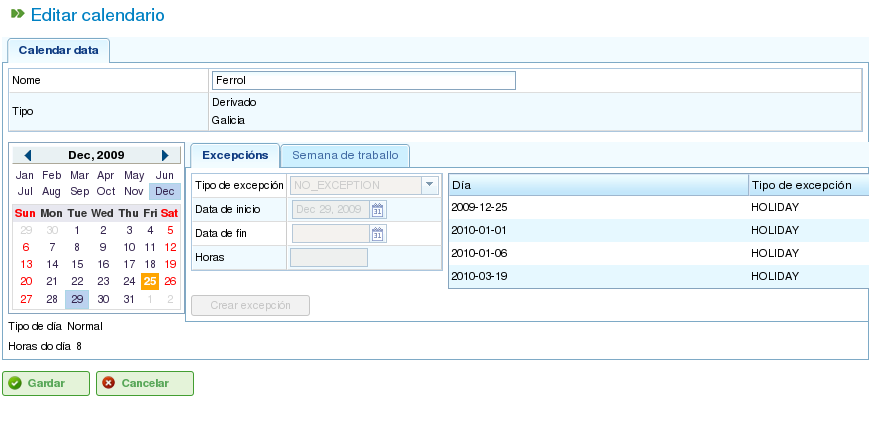 Editar calendario
Calendar data
Nome Ferrol
Tipo Derivado
Galicia
Dec, 2009
Jan Feb Mar Apr May Jun
Jul Aug Sep Oct Nov Dec
Sun Mon Tue Wed Thu Fri Sat
29 30 1 2 3 4 5
6 7 8 9 10 11 12
13 14 15 16 17 18 19
20 21 22 23 24 25 26
27 28 29 30 31 1 2
Tipo de día Normal
Horas do día 8
Excepcións Semana de traballo
Tipo de excepción NO_EXCEPTION
Data de inicio Dec 29, 2009 31
Data de fin 31
Horas
Crear excepción
Día Tipo de excepción
2009-12-25 HOLIDAY
2010-01-01 HOLIDAY
2010-01-06 HOLIDAY
2010-03-19 HOLIDAY
Gardar Cancelar